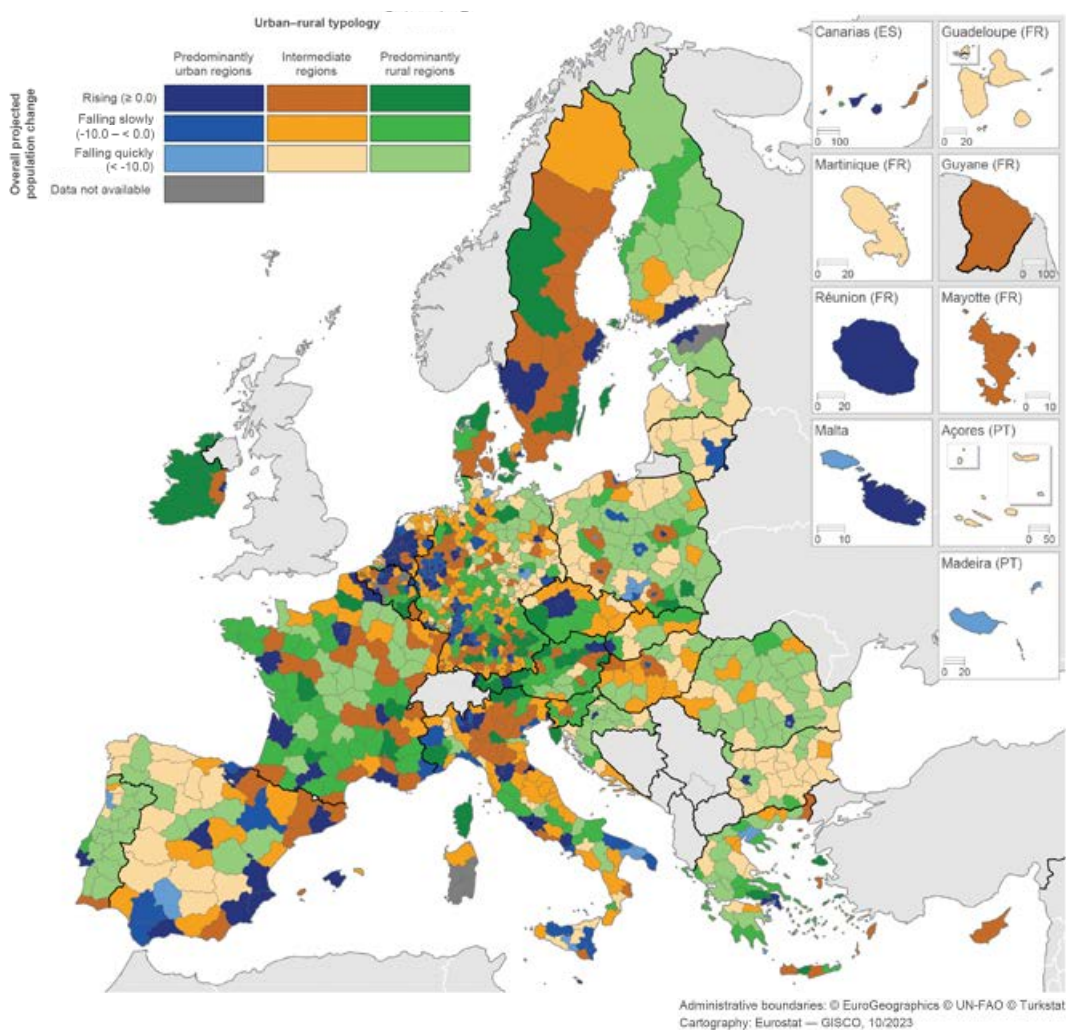 Urban–rural typology
Predominantly
urban regions
Intermediate
regions
Predominantly
rural regions
Overall projected
population change
Rising (≥ 0.0)
Falling slowly
(-10.0 – < 0.0)
Falling quickly
(< -10.0)
Data not available
Canarias (ES)
0 100
Guadeloupe (FR)
0 20
Martinique (FR)
0 20
Guyane (FR)
0 100
Réunion (FR)
0 20
Mayotte (FR)
0 10
Malta
0 10
Açores (PT)
0 50
Madeira (PT)
0 20
Administrative boundaries: © EuroGeographics © UN-FAO © Turkstat
Cartography: Eurostat — GISCO, 10/2023